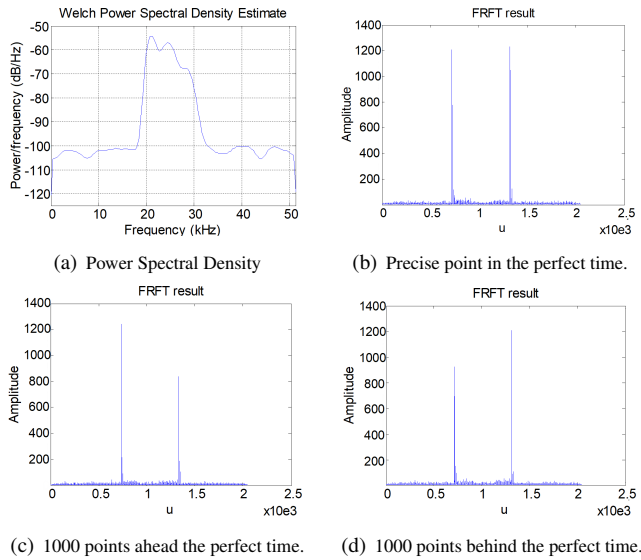 Welch Power Spectral Density Estimate
-50
-60
-70
-80
-90
-100
-110
-120
Power/frequency (dB/Hz)
0 10 20 30 40 50
Frequency (kHz)
(a) Power Spectral Density
FRFT result
1400
1200
1000
800
600
400
200
Amplitude
0 0.5 1 1.5 2 2.5
x10e3
u
(b) Precise point in the perfect time.
FRFT result
1400
1200
1000
800
600
400
200
Amplitude
0 0.5 1 1.5 2 2.5
x10e3
u
(c) 1000 points ahead the perfect time.
FRFT result
1400
1200
1000
800
600
400
200
Amplitude
0 0.5 1 1.5 2 2.5
x10e3
u
(d) 1000 points behind the perfect time.